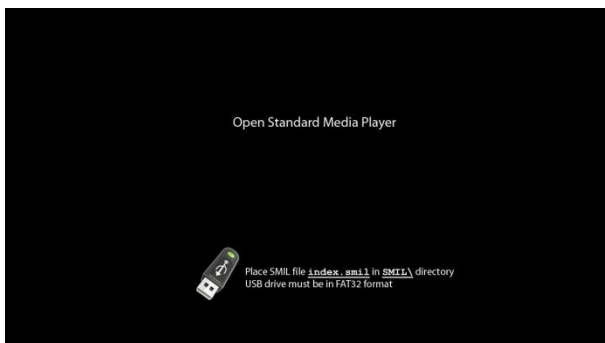 Open Standard Media Player
Place SMIL file index.smil in SMIL\ directory
USB drive must be in FAT32 format